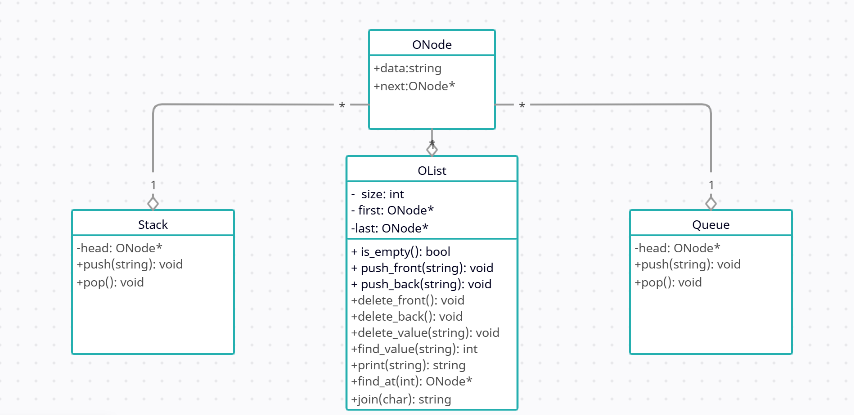 ONode
+data:string
+next:ONode*
*
*
*
1
1
OList
- size: int
- first: ONode*
-last: ONode*
+ is_empty(): bool
+ push_front(string): void
+ push_back(string): void
+delete_front(): void
+delete_back(): void
+delete_value(string): void
+find_value(string): int
+print(string): string
+find_at(int): ONode*
+join(char): string
Stack
-head: ONode*
+push(string): void
+pop(): void
Queue
-head: ONode*
+push(string): void
+pop(): void